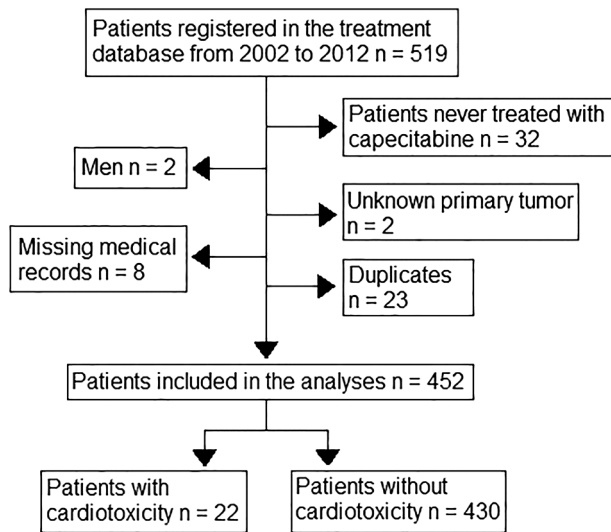 Patients registered in the treatment
database from 2002 to 2012 n = 519
Patients never treated with
capecitabine n = 32
Men n = 2
Unknown primary tumor
n = 2
Missing medical
records n = 8
Duplicates
n = 23
Patients included in the analyses n = 452
Patients with
cardiotoxicity n = 22
Patients without
cardiotoxicity n = 430